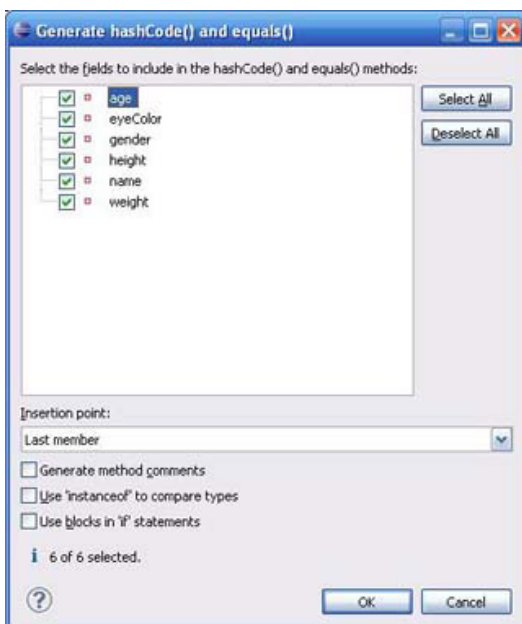 Generate hashCode() and equals()
Select the fields to include in the hashCode() and equals() methods:
age
eyeColor
gender
height
name
weight
Select All
Deselect All
Insertion point:
Last member
Generate method comments
Use 'instanceof' to compare types
Use blocks in 'if' statements
i 6 of 6 selected.
?
OK
Cancel